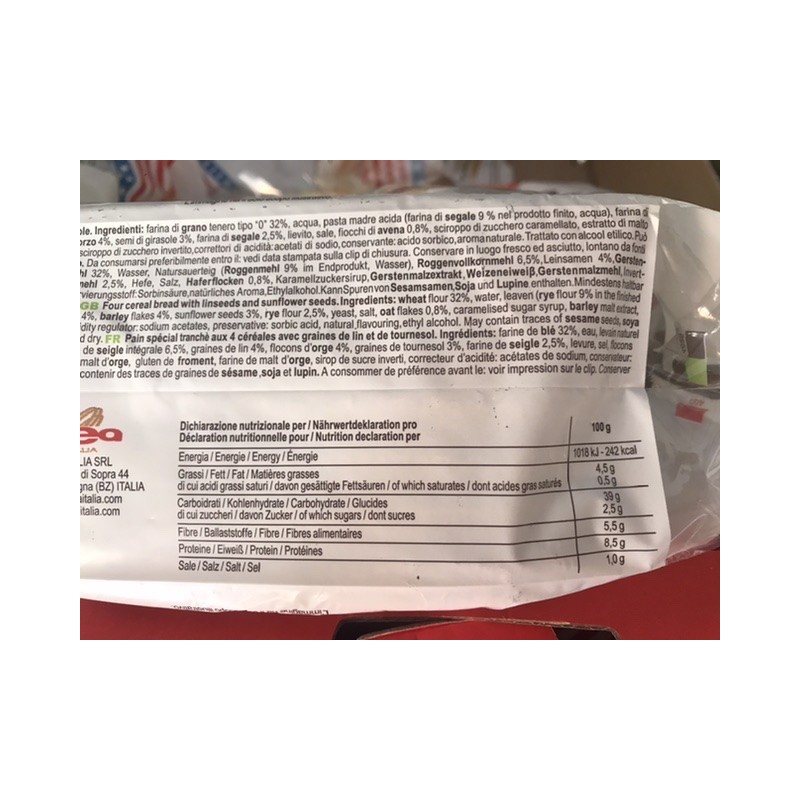 ole. Ingredienti: farina di grano tenero tipo "0" 32%, acqua, pasta madre acida (farina di segale 9 % nel prodotto finito, acqua), farina d
orzo 4%, semi di girasole 3%, farina di segale 2,5%, lievito, sale, fiocchi di avena 0,8%, sciroppo di zucchero caramellato, estratto di malto
sciroppo di zucchero invertito,correttori di acidità:acetati di sodio,conservante:acido sorbico,aroma naturale.Trattato con alcool etilico.Può
. Da consumarsi preferibilmente entro il: vedi data stampata sulla clip di chiusura. Conservare in luogo fresco ed asciutto, lontano da fonti
hl 32%, Wasser, Natursauerteig (Roggenmehl 9% im Endprodukt, Wasser), Roggenvollkornmehl 6,5%,Leinsamen 4%,Gersten-
nehl 2,5%, Hefe, Salz, Haferflocken 0,8%, Karamellzuckersirup,Gerstenmalzextrakt,Weizeneiweiß,Gerstenmalzmehl,Invert-
rvierungsstoff:Sorbinsäure,natürliches Aroma,Ethylalkohol.Kann Spuren von Sesamsamen,Soja und Lupine enthalten.Mindestens haltbar
GB Four cereal bread with linseeds and sunflower seeds. Ingredients: wheat flour 32%, water, leaven (rye flour 9% in the finished
4%, barley flakes 4%, sunflower seeds 3%, rye flour 2,5%, yeast, salt, oat flakes 0,8%, caramelised sugar syrup, barley malt extract,
dity regulator: sodium acetates, preservative: sorbic acid, natural flavouring, ethyl alcohol. May contain traces of sesame seeds, soya
d dry. FR Pain spécial tranchè aux 4 céréales avec graines de lin et de tournesol. Ingrédients: farine de blé 32%, eau, levain naturel
de seigle intégrale 6,5%, graines de lin 4%, flocons d'orge 4%, graines de tournesol 3%, farine de seigle 2,5%, levure, sel, flocons
malt d'orge, gluten de froment, farine de malt d'orge, sirop de sucre inverti, correcteur d'acidité: acétates de sodium, conservateur:
contenir des traces de graines de sésame,soja et lupin. A consommer de préférence avant le: voir impression sur le clip. Conserver
ea
LIA SRL
di Sopra 44
gna (BZ) ITALIA
aitalia.com
italia.com
Dichiarazione nutrizionale per / Nährwertdeklaration pro
Déclaration nutritionnelle pour / Nutrition declaration per 100 g
Energia / Energie / Energy / Énergie 1018 kJ - 242 kcal
Grassi / Fett / Fat / Matières grasses 4,5 g
di cui acidi grassi saturi / davon gesättigte Fettsäuren / of which saturates / dont acides gras saturés 0,5 g
Carboidrati / Kohlenhydrate / Carbohydrate / Glucides 39 g
di cui zuccheri / davon Zucker / of which sugars / dont sucres 2,5 g
Fibre / Ballaststoffe / Fibre / Fibres alimentaires 5,5 g
Proteine / Eiweiß / Protein / Protéines 8,5 g
Sale / Salz / Salt / Sel 1,0 g